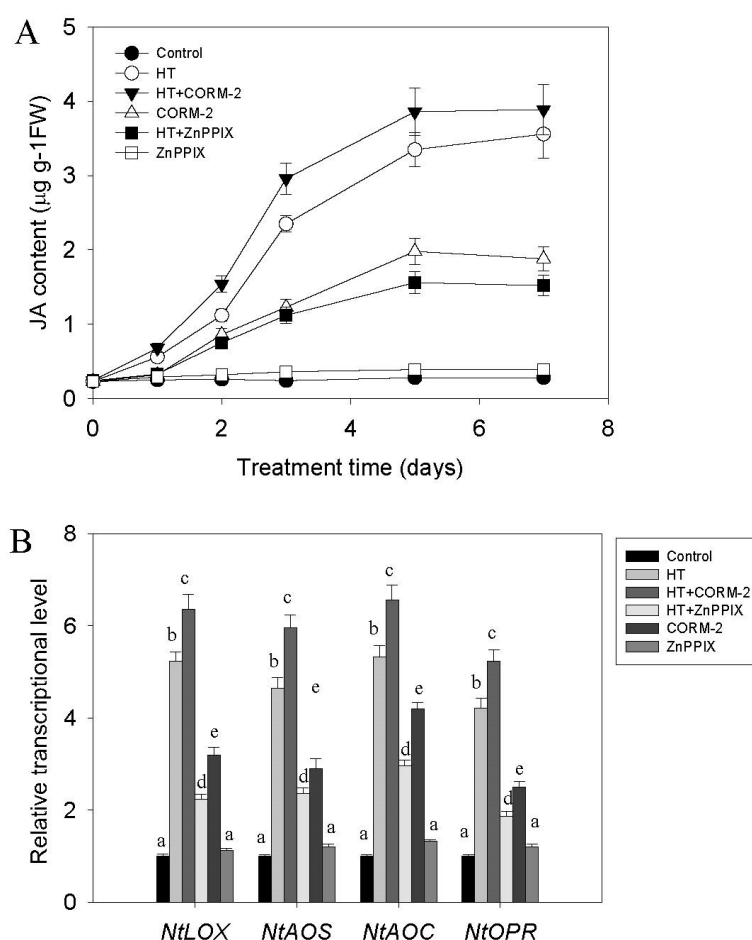 A
JA content (µg g-1FW)
5
4
3
2
1
0
Control
HT
HT+CORM-2
CORM-2
HT+ZnPPIX
ZnPPIX
0 2 4 6 8
Treatment time (days)
B
Relative transcriptional level
8
6
4
2
0
a b c d e a
a b c d e a
a b c d e a
a b c d e a
NtLOX NtAOS NtAOC NtOPR
Control
HT
HT+CORM-2
HT+ZnPPIX
CORM-2
ZnPPIX